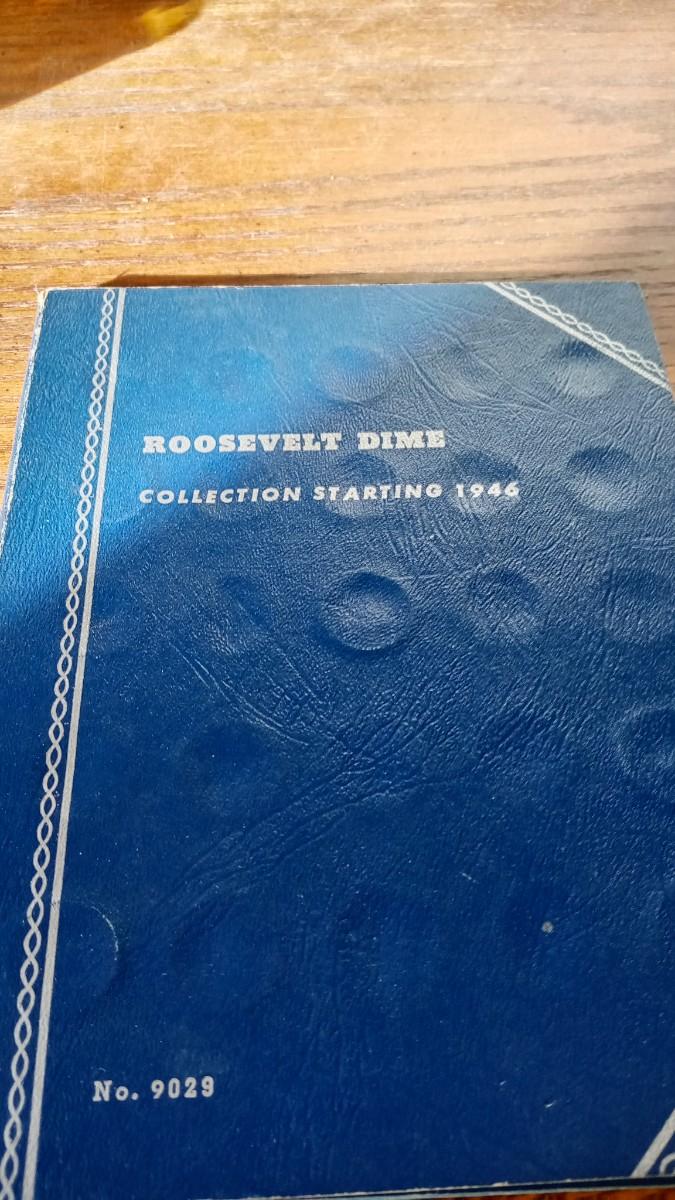 ROOSEVELT DIME
COLLECTION STARTING 1946
No. 9029